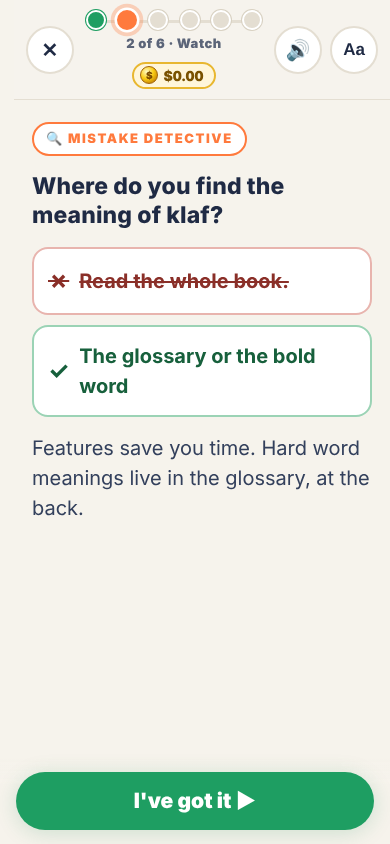 2 of 6 · Watch
$ $0.00
Aa
MISTAKE DETECTIVE
Where do you find the
meaning of klaf?
Read the whole book.
The glossary or the bold
word
Features save you time. Hard word
meanings live in the glossary, at the
back.
I've got it ▶